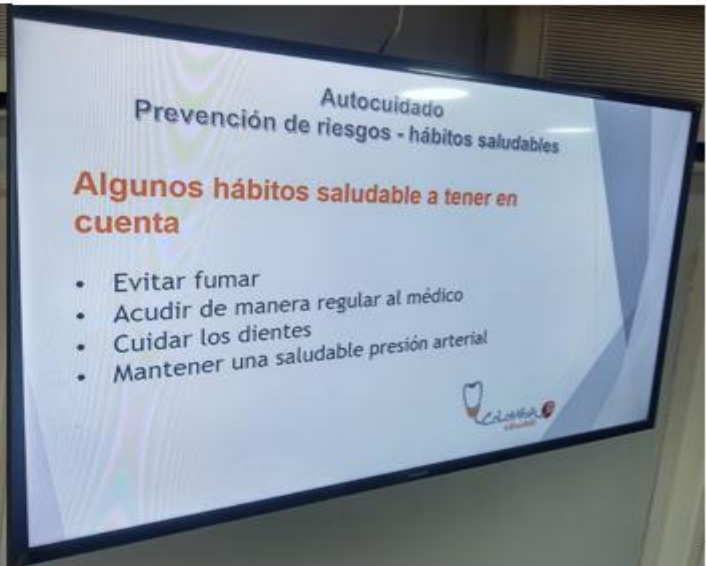 Autocuidado
Prevención de riesgos - hábitos saludables
Algunos hábitos saludable a tener en
cuenta
• Evitar fumar
• Acudir de manera regular al médico
• Cuidar los dientes
• Mantener una saludable presión arterial